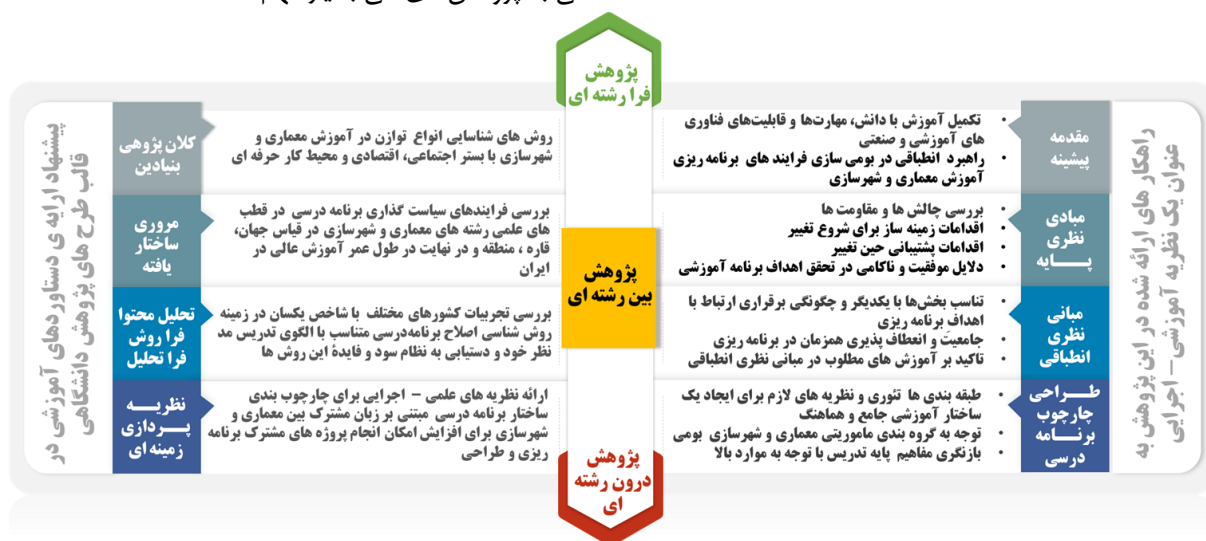 پژوهش
فرا رشته ای
راهکار های ارائه شده در این پژوهش به
عنوان یک نظریه آموزشی – اجرایی
مقدمه
پیشینه
• تکمیل آموزش با دانش، مهارت‌ها و قابلیت‌های فناوری
های آموزشی و صنعتی
• راهبرد انطباقی در بومی سازی فرایند های برنامه ریزی
آموزش معماری و شهرسازی
مبادی
نظری
پــــایه
• بررسی چالش ها و مقاومت ها
• اقدامات زمینه ساز برای شروع تغییر
• اقدامات پشتیبانی حین تغییر
• دلایل موفقیت و ناکامی در تحقق اهداف برنامه آموزشی
مبانی
نظری
انطباقی
• تناسب بخش‌ها با یکدیگر و چگونگی برقراری ارتباط با
اهداف برنامه ریزی
• جامعیت و انعطاف پذیری همزمان در برنامه ریزی
• تاکید بر آموزش های مطلوب در مبانی نظری انطباقی
طــراحی
چارچوب
برنــامه
درسی
• طبقه بندی ها تئوری و نظریه های لازم برای ایجاد یک
ساختار آموزشی جامع و هماهنگ
• توجه به گروه بندی ماموریتی معماری و شهرسازی بومی
• بازنگری مفاهیم پایه تدریس با توجه به موارد بالا
پژوهش
بین رشته ای
روش های شناسایی انواع توازن در آموزش معماری و
شهرسازی با بستر اجتماعی، اقتصادی و محیط کار حرفه ای
کلان پژوهی
بنیادین
بررسی فرایندهای سیاست گذاری برنامه درسی در قطب
های علمی رشته های معماری و شهرسازی در قیاس جهان،
قاره ، منطقه و در نهایت در طول عمر آموزش عالی در
ایران
مروری
ساختار
یافته
بررسی تجربیات کشورهای مختلف با شاخص یکسان در زمینه
روش شناسی اصلاح برنامه‌درسی متناسب با الگوی تدریس مد
نظر خود و دستیابی به نظام سود و فایدهٔ این روش ها
تحلیل محتوا
فرا روش
فرا تحلیل
ارائه نظریه های علمی – اجرایی برای چارچوب بندی
ساختار برنامه درسی مبتنی بر زبان مشترک بین معماری و
شهرسازی برای افزایش امکان انجام پروژه های مشترک برنامه
ریزی و طراحی
نظریــه
پــردازی
زمینه ای
پیشنهاد ارایه ی دستاوردهای آموزشی در
قالب طرح های پژوهش دانشگاهی
پژوهش
درون رشته
ای